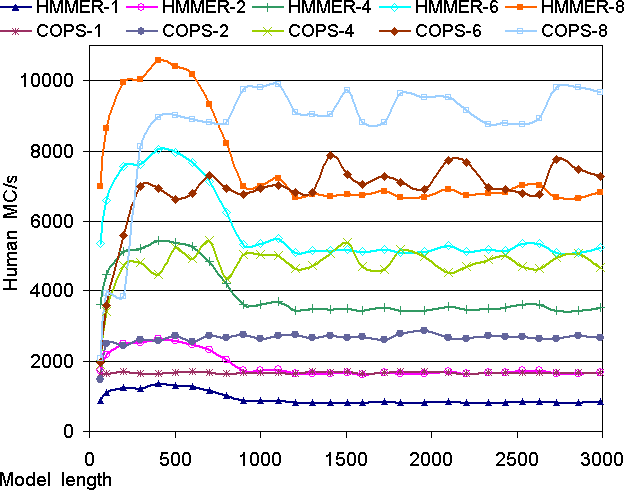 HMMER-1 HMMER-2 HMMER-4 HMMER-6 HMMER-8
COPS-1 COPS-2 COPS-4 COPS-6 COPS-8
10000
8000
6000
4000
2000
0
Human MC/s
0 500 1000 1500 2000 2500 3000
Model length